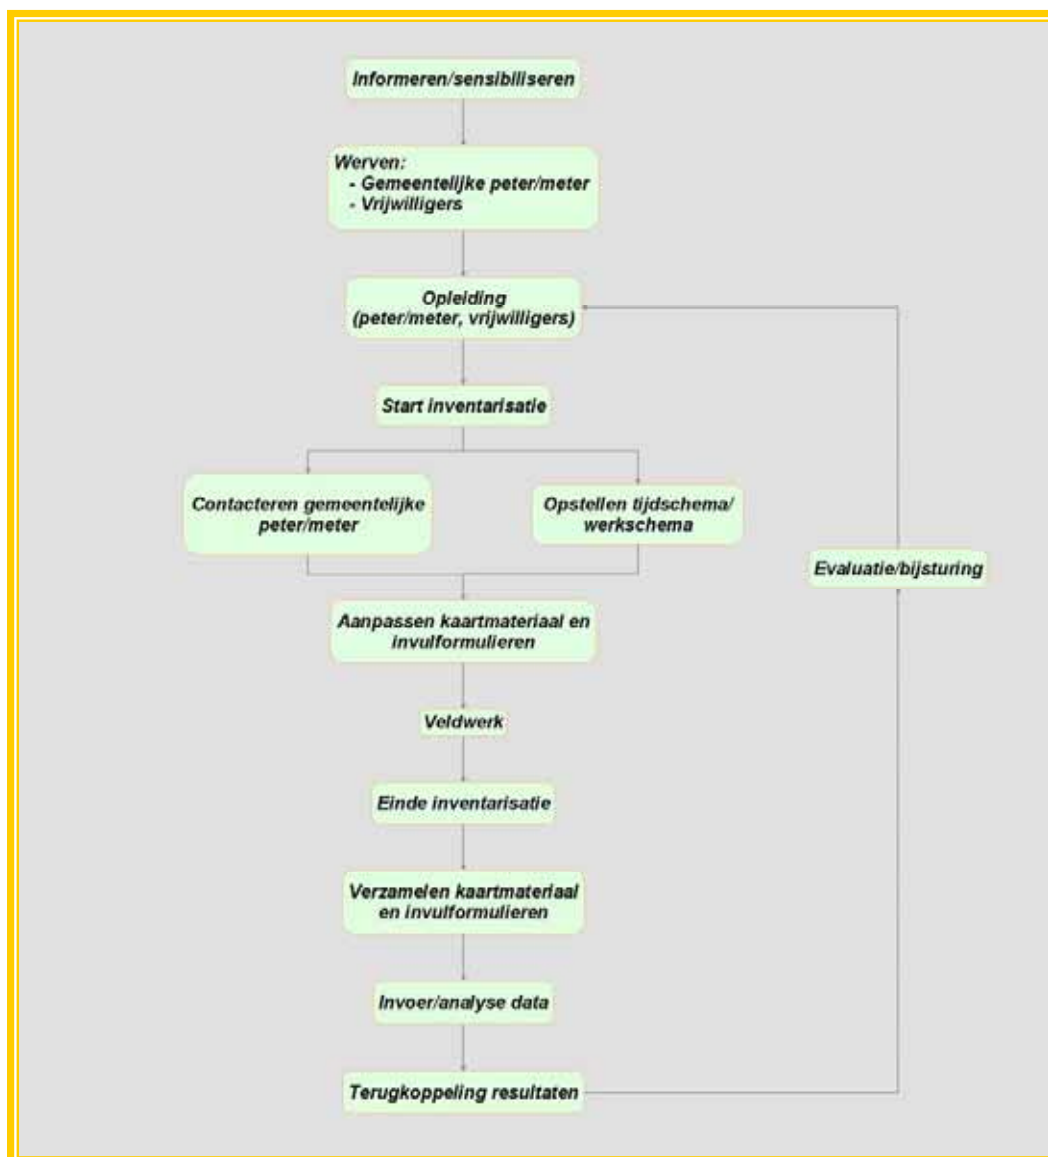 Informeren/sensibiliseren
Werven:
- Gemeentelijke peter/meter
- Vrijwilligers
Opleiding
(peter/meter, vrijwilligers)
Start inventarisatie
Contacteren gemeentelijke
peter/meter
Opstellen tijdschema/
werkschema
Evaluatie/bijsturing
Aanpassen kaartmateriaal en
invulformulieren
Veldwerk
Einde inventarisatie
Verzamelen kaartmateriaal
en invulformulieren
Invoer/analyse data
Terugkoppeling resultaten